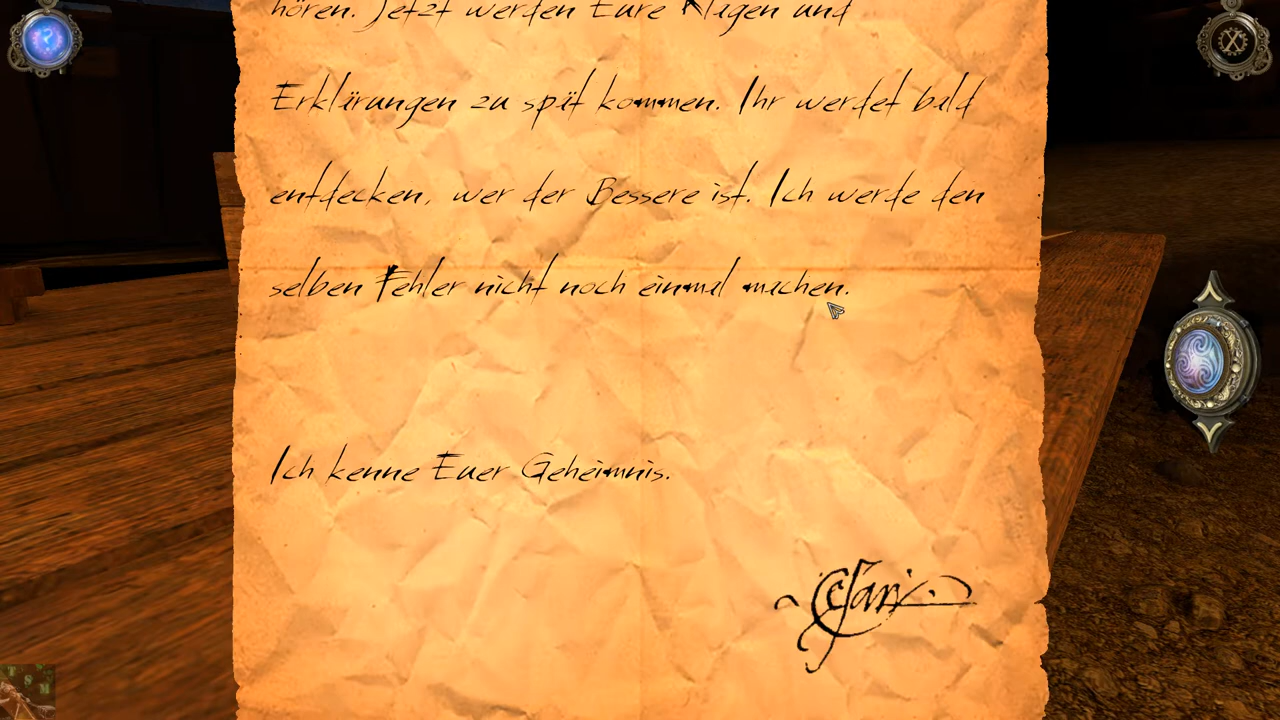 hören. Jetzt werden Eure Klagen und
Erklärungen zu spät kommen. Ihr werdet bald
entdecken, wer der Bessere ist. Ich werde den
selben Fehler nicht noch einmal machen.
Ich kenne Euer Geheimnis.